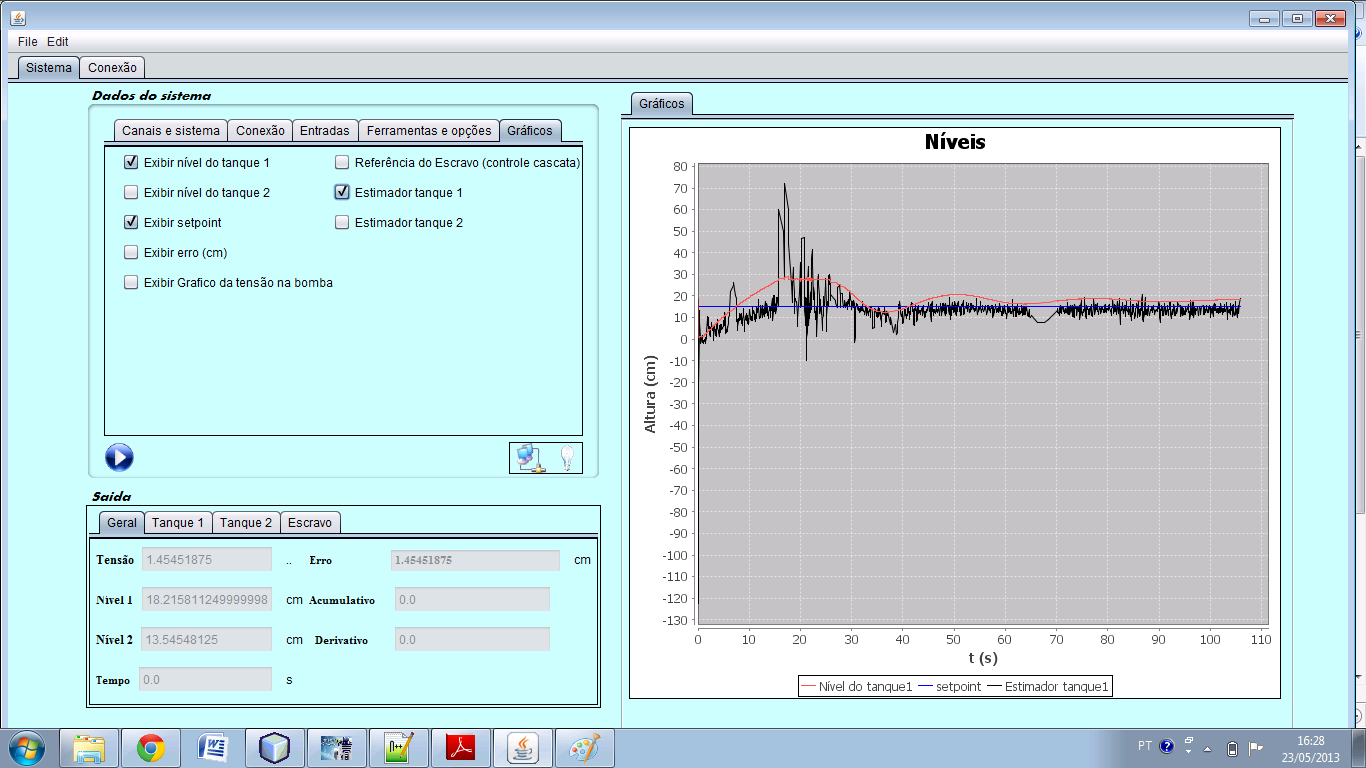 File Edit
Sistema Conexão
Dados do sistema
Canais e sistema Conexão Entradas Ferramentas e opções Gráficos
Exibir nível do tanque 1 Referência do Escravo (controle cascata)
Exibir nível do tanque 2 Estimador tanque 1
Exibir setpoint Estimador tanque 2
Exibir erro (cm)
Exibir Grafico da tensão na bomba
Saida
Geral Tanque 1 Tanque 2 Escravo
Tensão 1.45451875 .. Erro 1.45451875 cm
Nivel 1 18.215811249999998 cm Acumulativo 0.0
Nível 2 13.54548125 cm Derivativo 0.0
Tempo 0.0 s
Gráficos
Níveis
Altura (cm)
80
70
60
50
40
30
20
10
0
-10
-20
-30
-40
-50
-60
-70
-80
-90
-100
-110
-120
-130
0 10 20 30 40 50 60 70 80 90 100 110
t (s)
Nível do tanque1 setpoint Estimador tanque1
PT 16:28
23/05/2013